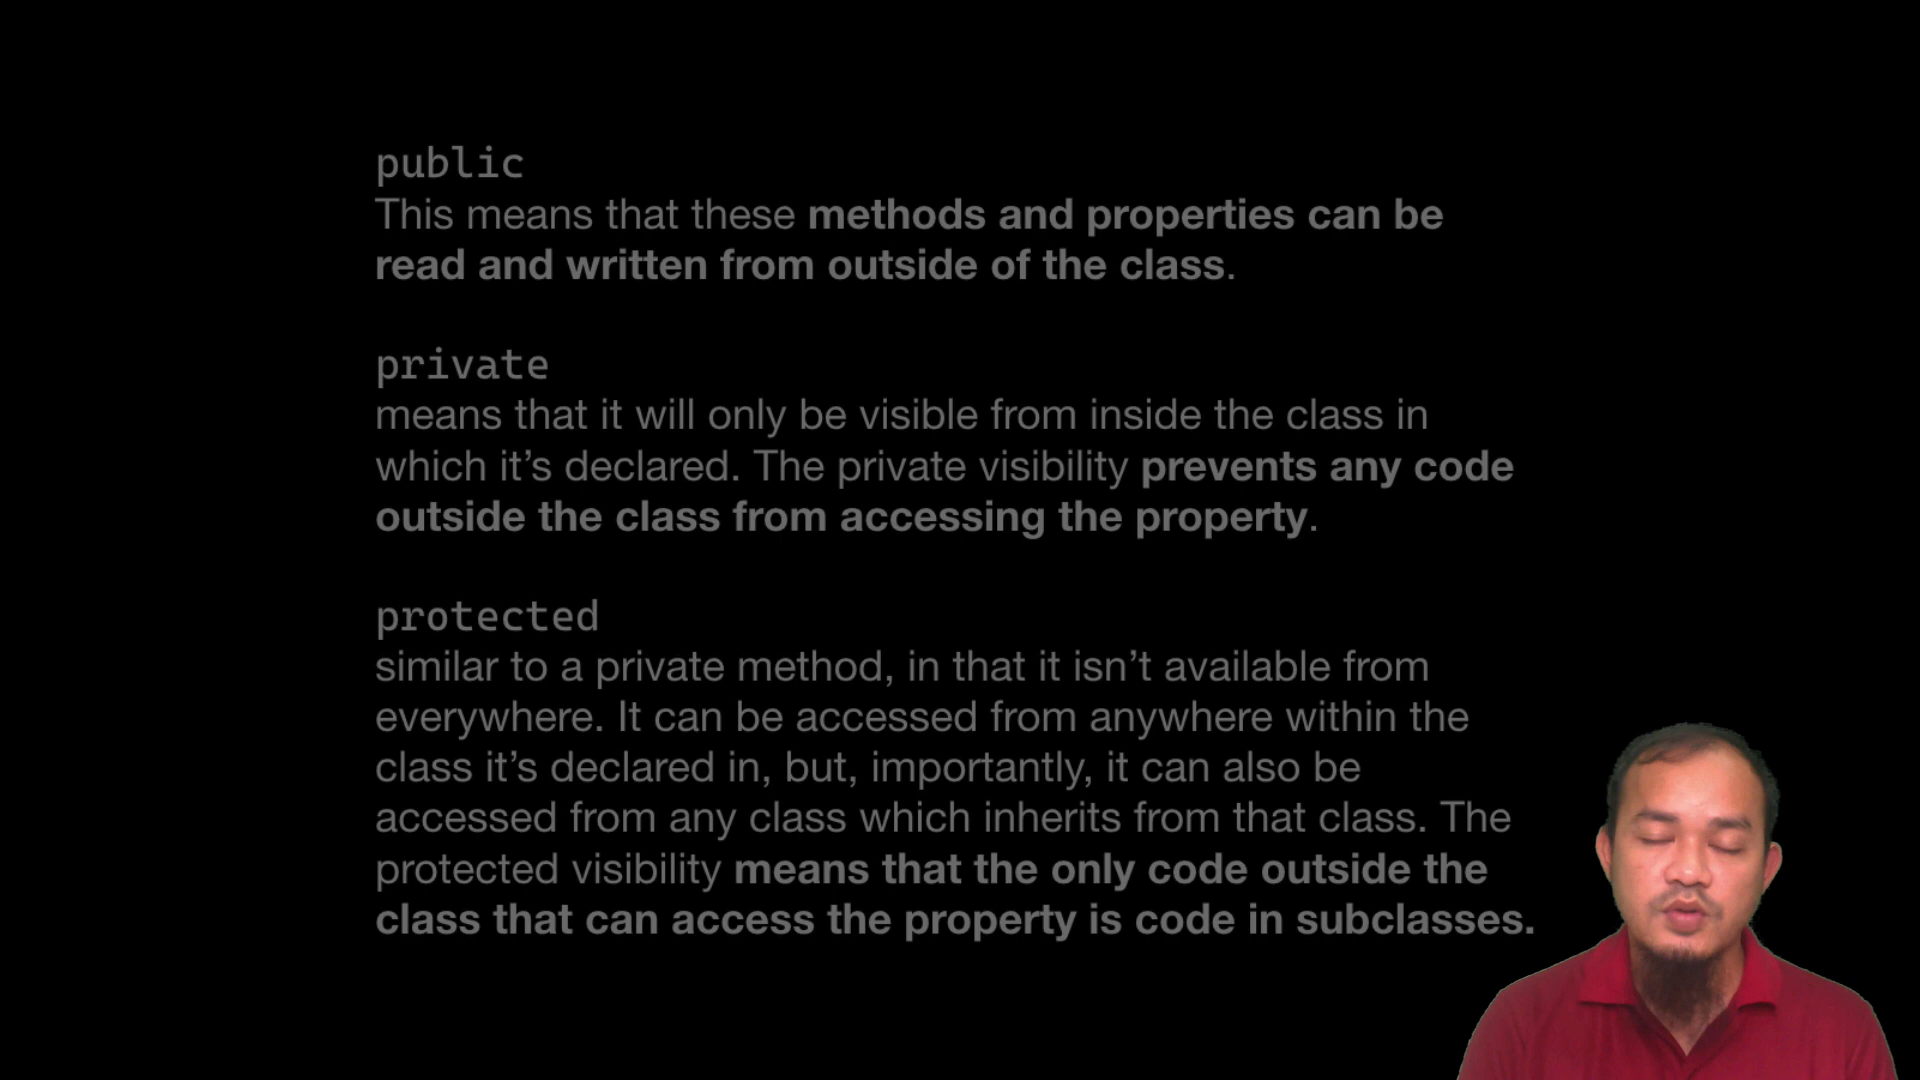 public
This means that these methods and properties can be
read and written from outside of the class.
private
means that it will only be visible from inside the class in
which it’s declared. The private visibility prevents any code
outside the class from accessing the property.
protected
similar to a private method, in that it isn’t available from
everywhere. It can be accessed from anywhere within the
class it’s declared in, but, importantly, it can also be
accessed from any class which inherits from that class. The
protected visibility means that the only code outside the
class that can access the property is code in subclasses.